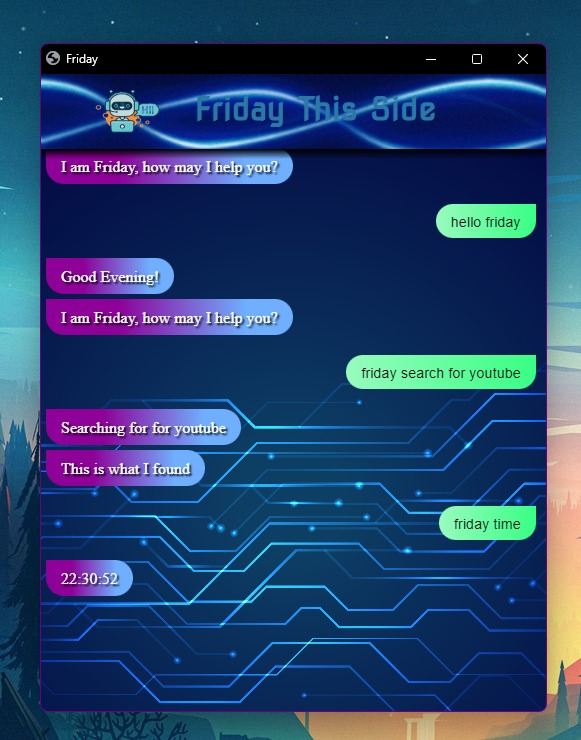 Friday
HI!
Friday This Side
I am Friday, how may I help you?
hello friday
Good Evening!
I am Friday, how may I help you?
friday search for youtube
Searching for for youtube
This is what I found
friday time
22:30:52